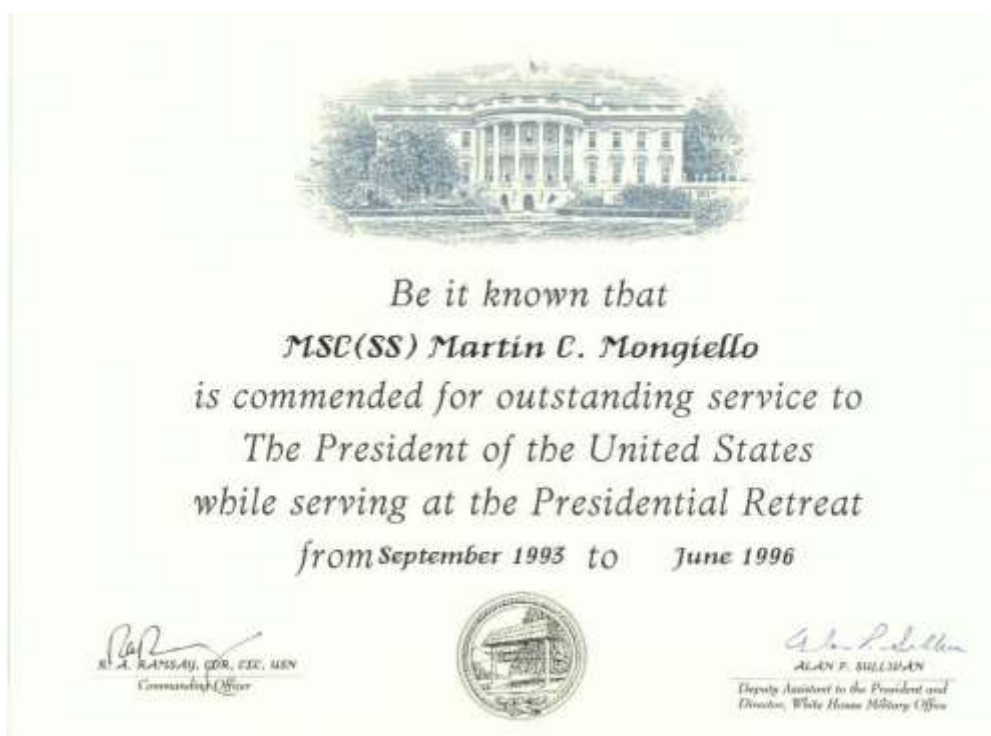 Be it known that
MSC(SS) Martin C. Mongiello
is commended for outstanding service to
The President of the United States
while serving at the Presidential Retreat
from September 1993 to June 1996
R. A. RAMSAY, CDR, CEC, USN
Commanding Officer
ALAN P. SULLIVAN
Deputy Assistant to the President and
Director, White House Military Office